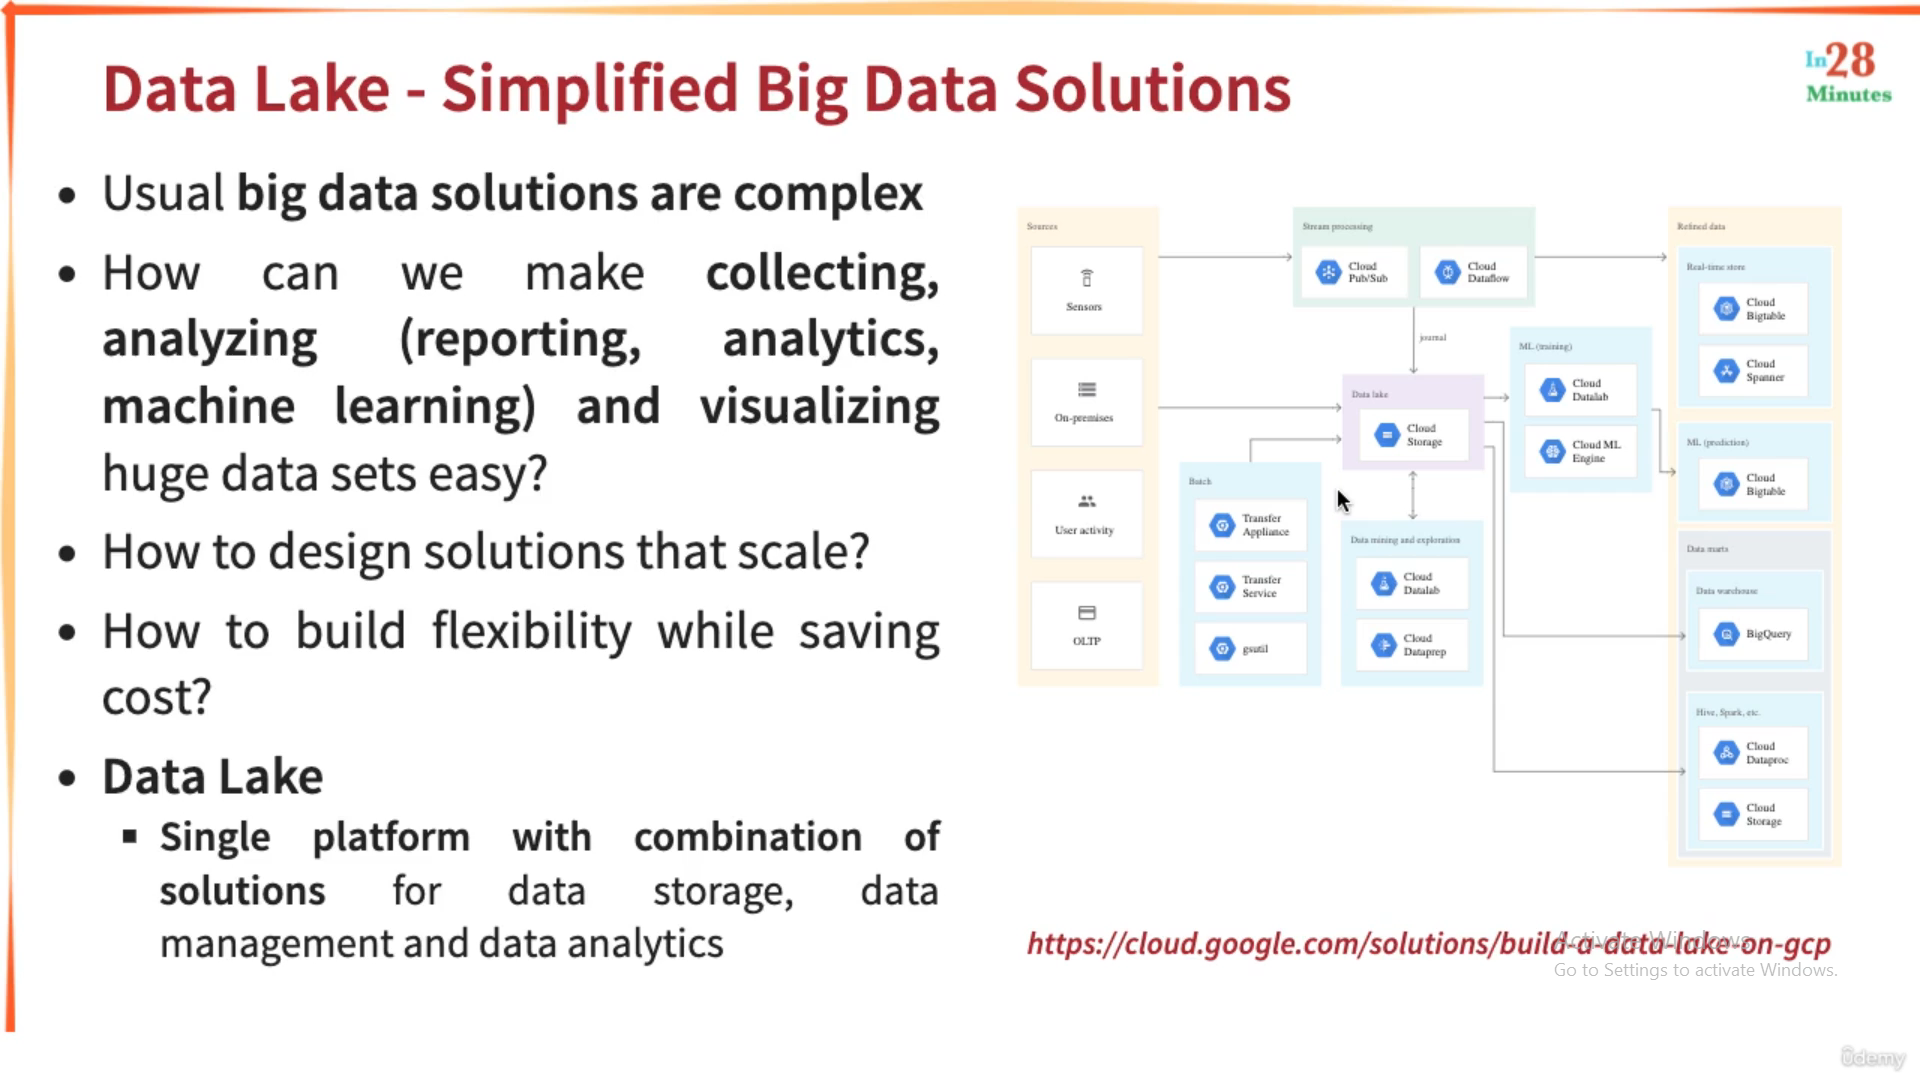 Data Lake - Simplified Big Data Solutions
In28
Minutes
• Usual big data solutions are complex
• How can we make collecting,
analyzing (reporting, analytics,
machine learning) and visualizing
huge data sets easy?
• How to design solutions that scale?
• How to build flexibility while saving
cost?
• Data Lake
▪ Single platform with combination of
solutions for data storage, data
management and data analytics
Sources
Sensors
On-premises
User activity
OLTP
Stream processing
Cloud
Pub/Sub
Cloud
Dataflow
journal
Data lake
Cloud
Storage
Batch
Transfer
Appliance
Transfer
Service
gsutil
Data mining and exploration
Cloud
Datalab
Cloud
Dataprep
ML (training)
Cloud
Datalab
Cloud ML
Engine
Refined data
Real-time store
Cloud
Bigtable
Cloud
Spanner
ML (prediction)
Cloud
Bigtable
Data marts
Data warehouse
BigQuery
Hive, Spark, etc.
Cloud
Dataproc
Cloud
Storage
https://cloud.google.com/solutions/build-a-data-lake-on-gcp
Activate Windows
Go to Settings to activate Windows.
ûdemy